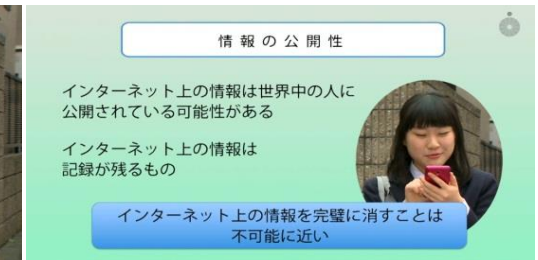 情報の公開性
インターネット上の情報は世界中の人に
公開されている可能性がある
インターネット上の情報は
記録が残るもの
インターネット上の情報を完璧に消すことは
不可能に近い